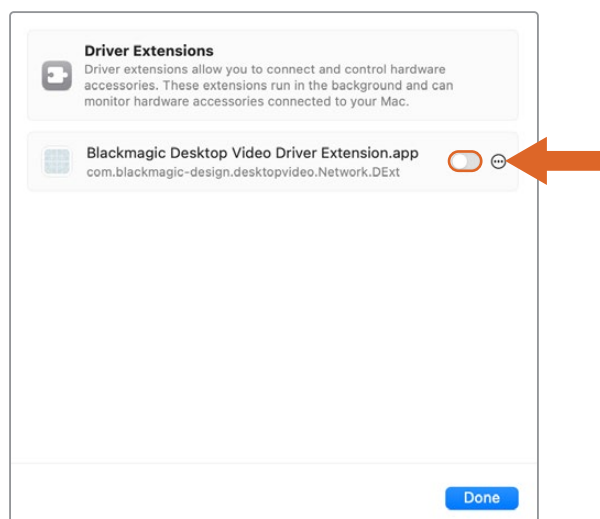 Driver Extensions
Driver extensions allow you to connect and control hardware
accessories. These extensions run in the background and can
monitor hardware accessories connected to your Mac.
Blackmagic Desktop Video Driver Extension.app
com.blackmagic-design.desktopvideo.Network.DExt
Done